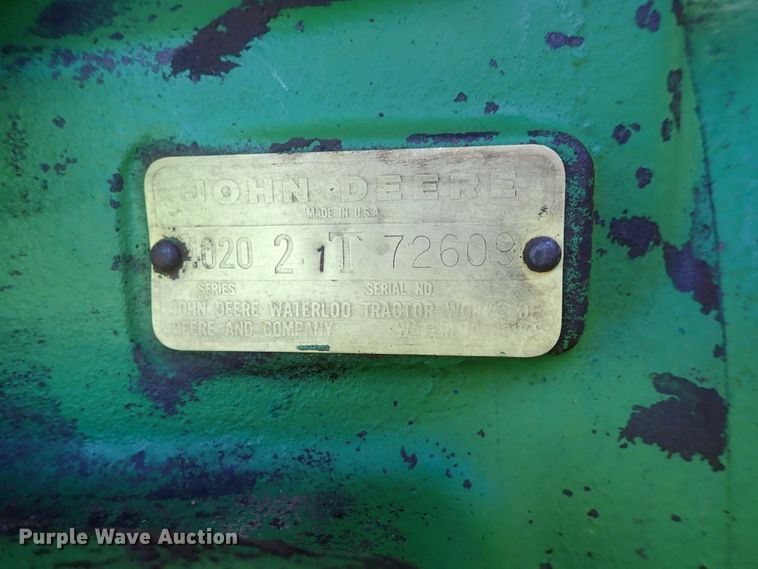 JOHN DEERE
MADE IN U.S.A.
020 2 1T 72609
SERIES SERIAL NO.
JOHN DEERE WATERLOO TRACTOR WORKS OF
DEERE AND COMPANY
Purple Wave Auction®